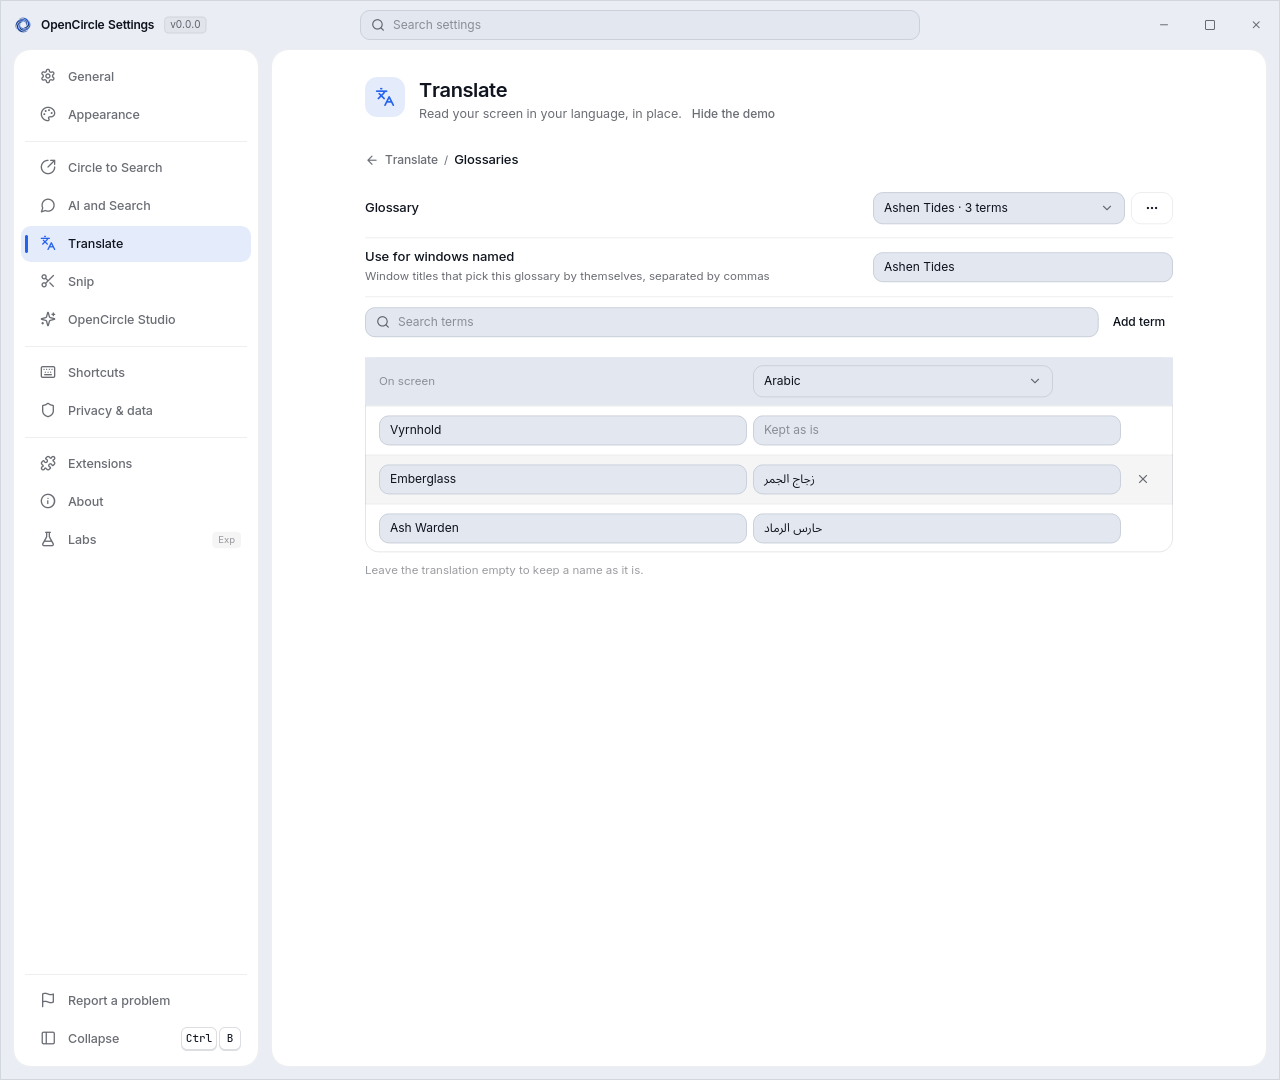 OpenCircle Settings v0.0.0
Search settings
General
Appearance
Circle to Search
AI and Search
Translate
Snip
OpenCircle Studio
Shortcuts
Privacy & data
Extensions
About
Labs Exp
Report a problem
Collapse Ctrl B
Translate
Read your screen in your language, in place. Hide the demo
Translate / Glossaries
Glossary
Ashen Tides · 3 terms
Use for windows named
Window titles that pick this glossary by themselves, separated by commas
Ashen Tides
Search terms
Add term
On screen Arabic
Vyrnhold Kept as is
Emberglass زجاج الجمر
Ash Warden حارس الرماد
Leave the translation empty to keep a name as it is.